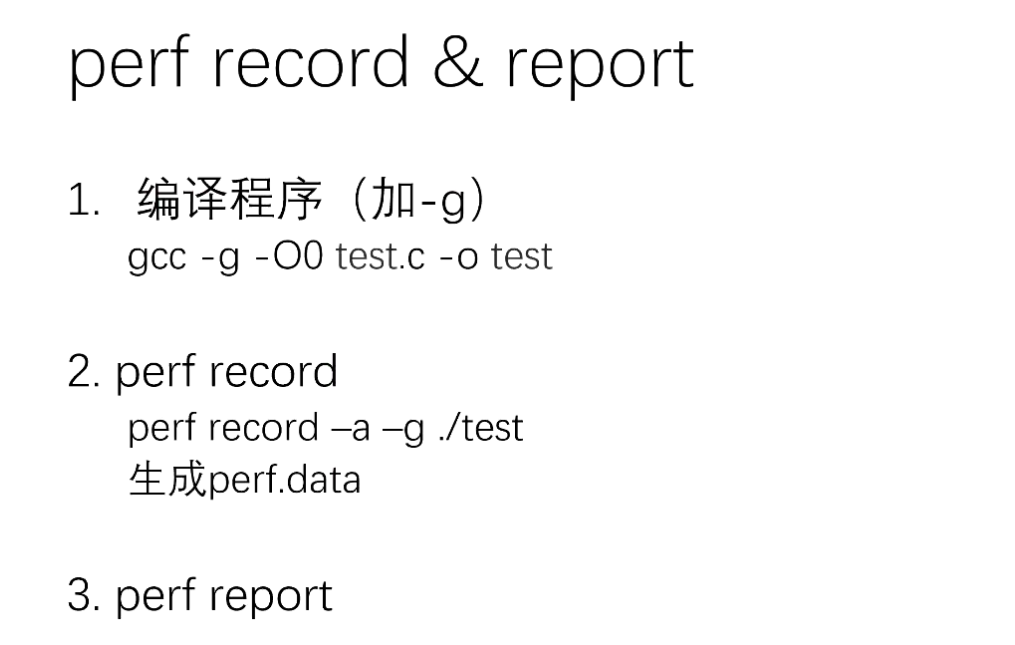 perf record & report
1. 编译程序（加-g）
gcc -g -O0 test.c -o test
2. perf record
perf record –a –g ./test
生成perf.data
3. perf report